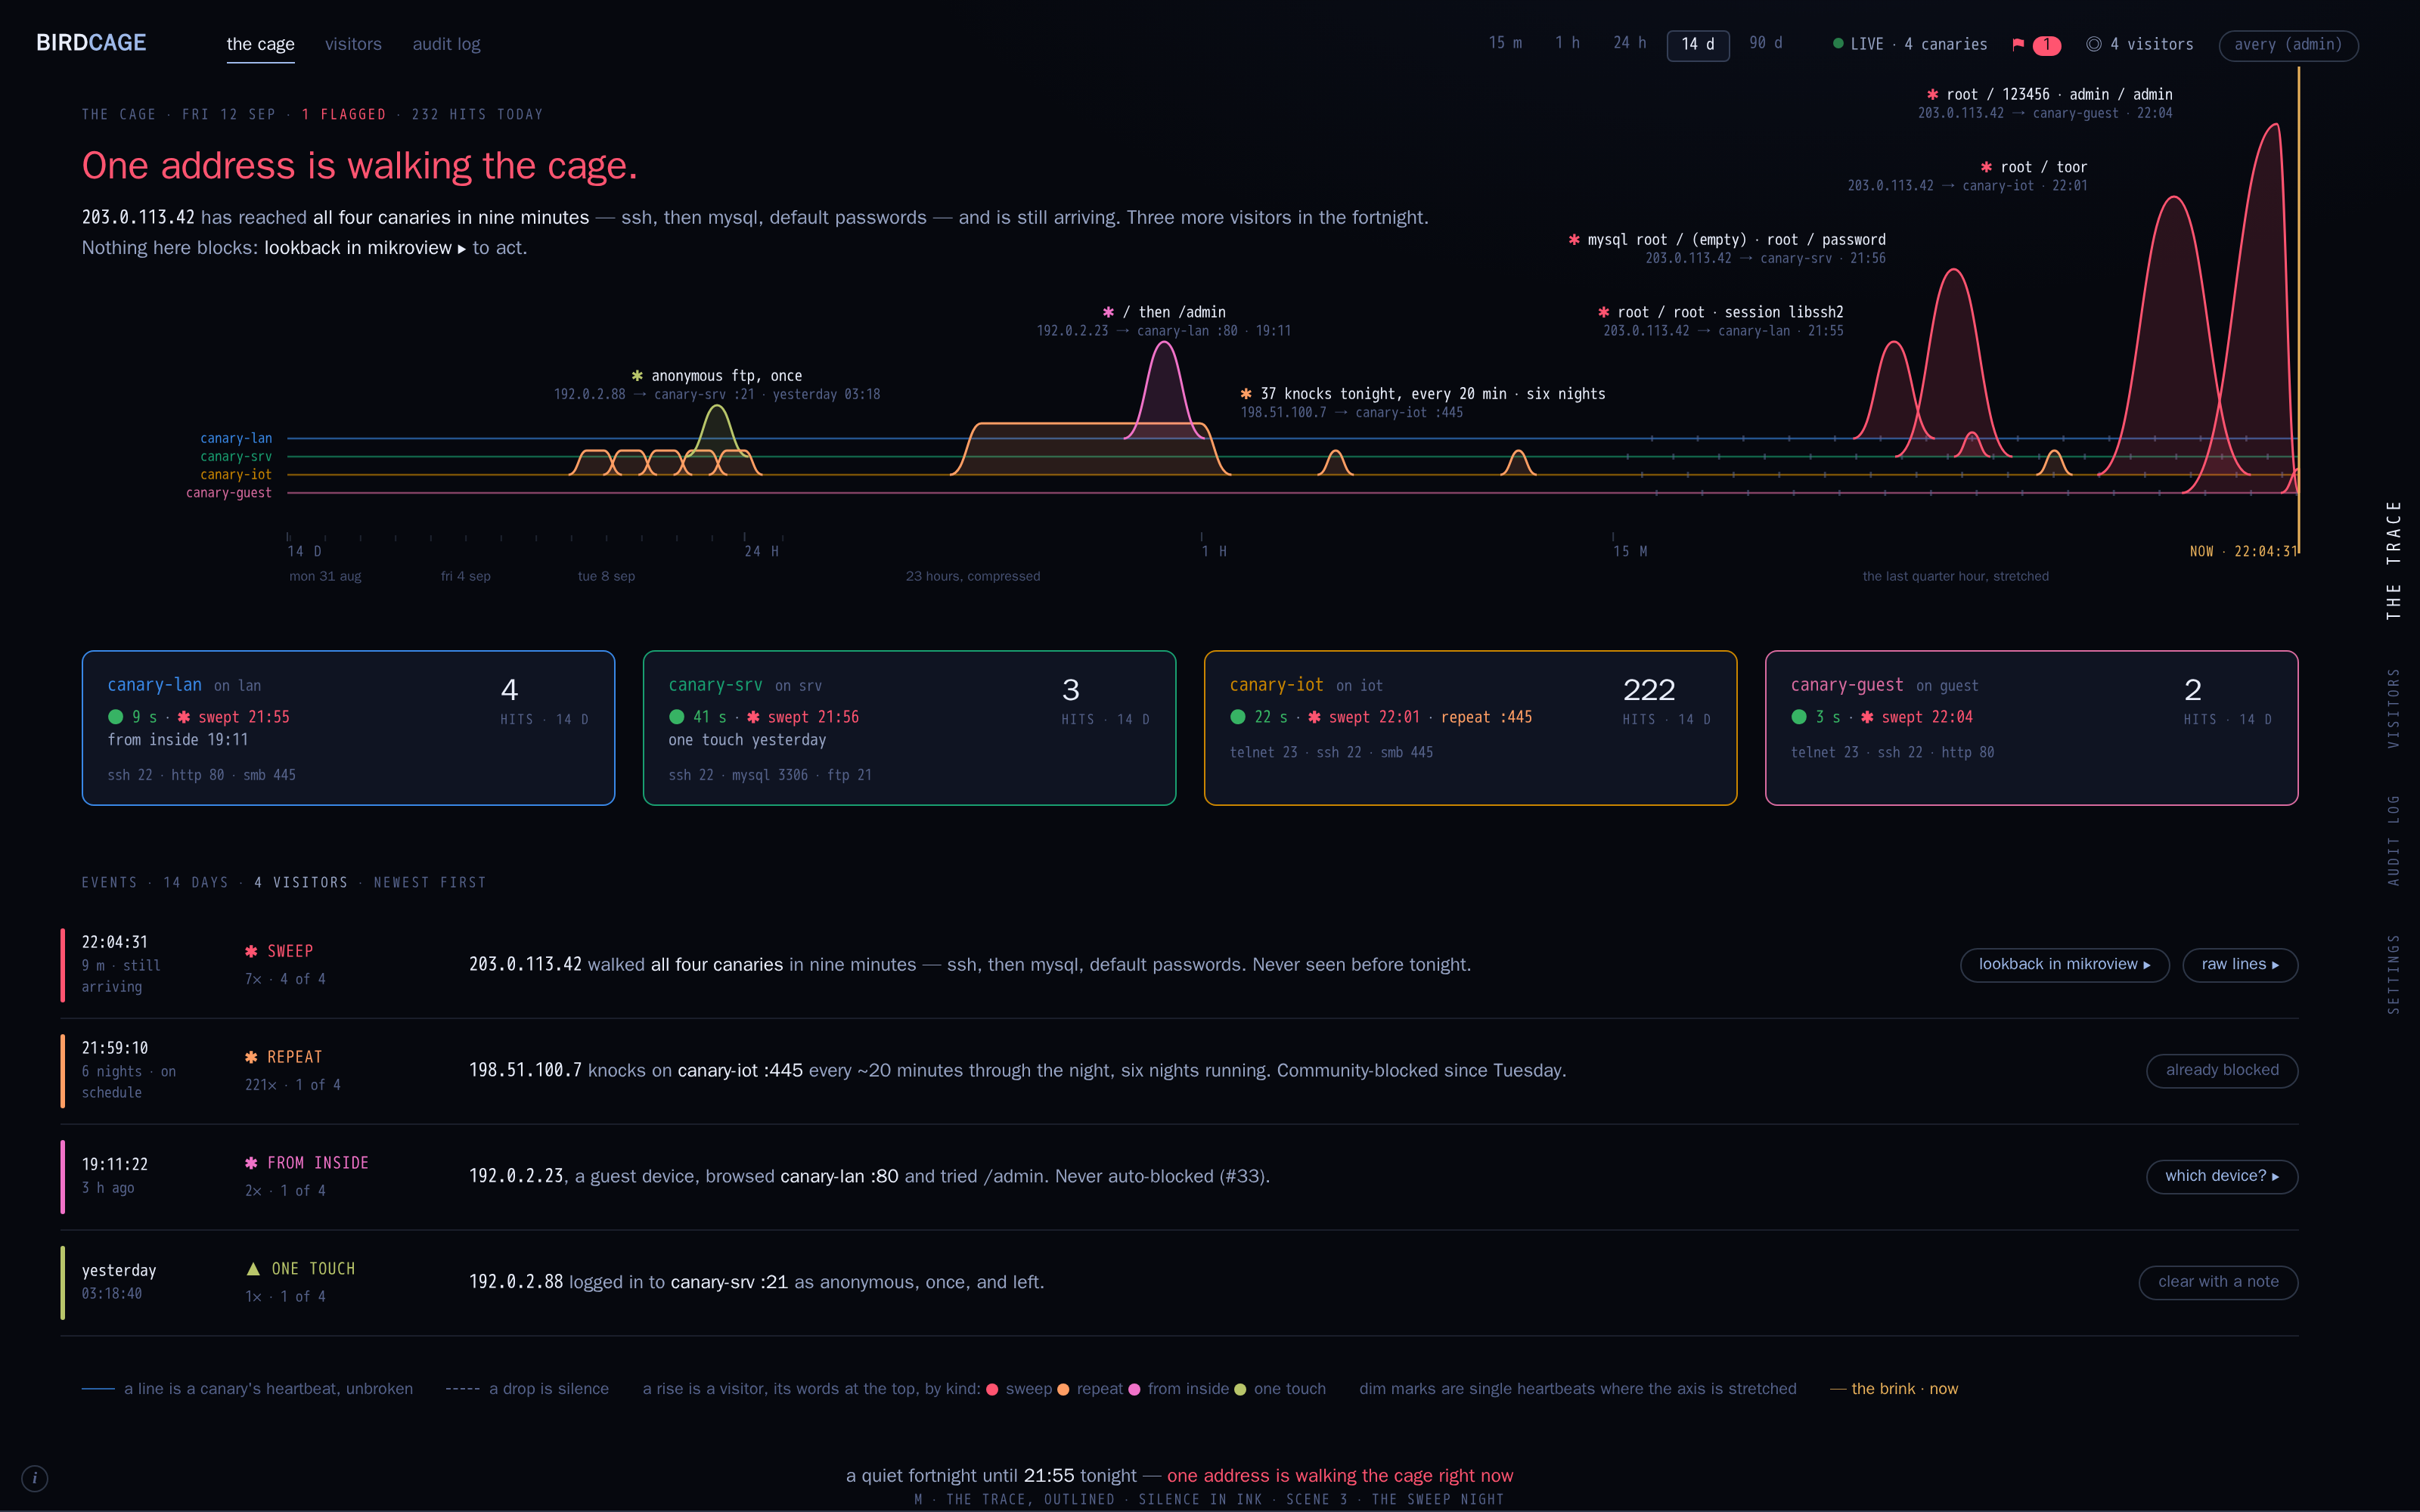 BIRDCAGE
the cage visitors audit log
15 m 1 h 24 h 14 d 90 d
LIVE · 4 canaries 1 4 visitors avery (admin)
THE CAGE · FRI 12 SEP · 1 FLAGGED · 232 HITS TODAY
One address is walking the cage.
203.0.113.42 has reached all four canaries in nine minutes — ssh, then mysql, default passwords — and is still arriving. Three more visitors in the fortnight.
Nothing here blocks: lookback in mikroview ▸ to act.
✱ root / 123456 · admin / admin
203.0.113.42 → canary-guest · 22:04
✱ root / toor
203.0.113.42 → canary-iot · 22:01
✱ mysql root / (empty) · root / password
203.0.113.42 → canary-srv · 21:56
✱ root / root · session libssh2
203.0.113.42 → canary-lan · 21:55
✱ / then /admin
192.0.2.23 → canary-lan :80 · 19:11
✱ anonymous ftp, once
192.0.2.88 → canary-srv :21 · yesterday 03:18
✱ 37 knocks tonight, every 20 min · six nights
198.51.100.7 → canary-iot :445
canary-lan
canary-srv
canary-iot
canary-guest
14 D 24 H 1 H 15 M NOW · 22:04:31
mon 31 aug fri 4 sep tue 8 sep 23 hours, compressed the last quarter hour, stretched
THE TRACE
VISITORS
AUDIT LOG
SETTINGS
canary-lan on lan
4
HITS · 14 D
9 s · ✱ swept 21:55
from inside 19:11
ssh 22 · http 80 · smb 445
canary-srv on srv
3
HITS · 14 D
41 s · ✱ swept 21:56
one touch yesterday
ssh 22 · mysql 3306 · ftp 21
canary-iot on iot
222
HITS · 14 D
22 s · ✱ swept 22:01 · repeat :445
telnet 23 · ssh 22 · smb 445
canary-guest on guest
2
HITS · 14 D
3 s · ✱ swept 22:04
telnet 23 · ssh 22 · http 80
EVENTS · 14 DAYS · 4 VISITORS · NEWEST FIRST
22:04:31
9 m · still
arriving
✱ SWEEP
7× · 4 of 4
203.0.113.42 walked all four canaries in nine minutes — ssh, then mysql, default passwords. Never seen before tonight.
lookback in mikroview ▸ raw lines ▸
21:59:10
6 nights · on
schedule
✱ REPEAT
221× · 1 of 4
198.51.100.7 knocks on canary-iot :445 every ~20 minutes through the night, six nights running. Community-blocked since Tuesday.
already blocked
19:11:22
3 h ago
✱ FROM INSIDE
2× · 1 of 4
192.0.2.23, a guest device, browsed canary-lan :80 and tried /admin. Never auto-blocked (#33).
which device? ▸
yesterday
03:18:40
▲ ONE TOUCH
1× · 1 of 4
192.0.2.88 logged in to canary-srv :21 as anonymous, once, and left.
clear with a note
a line is a canary's heartbeat, unbroken a drop is silence a rise is a visitor, its words at the top, by kind: sweep repeat from inside one touch dim marks are single heartbeats where the axis is stretched — the brink · now
i
a quiet fortnight until 21:55 tonight — one address is walking the cage right now
M · THE TRACE, OUTLINED · SILENCE IN INK · SCENE 3 · THE SWEEP NIGHT